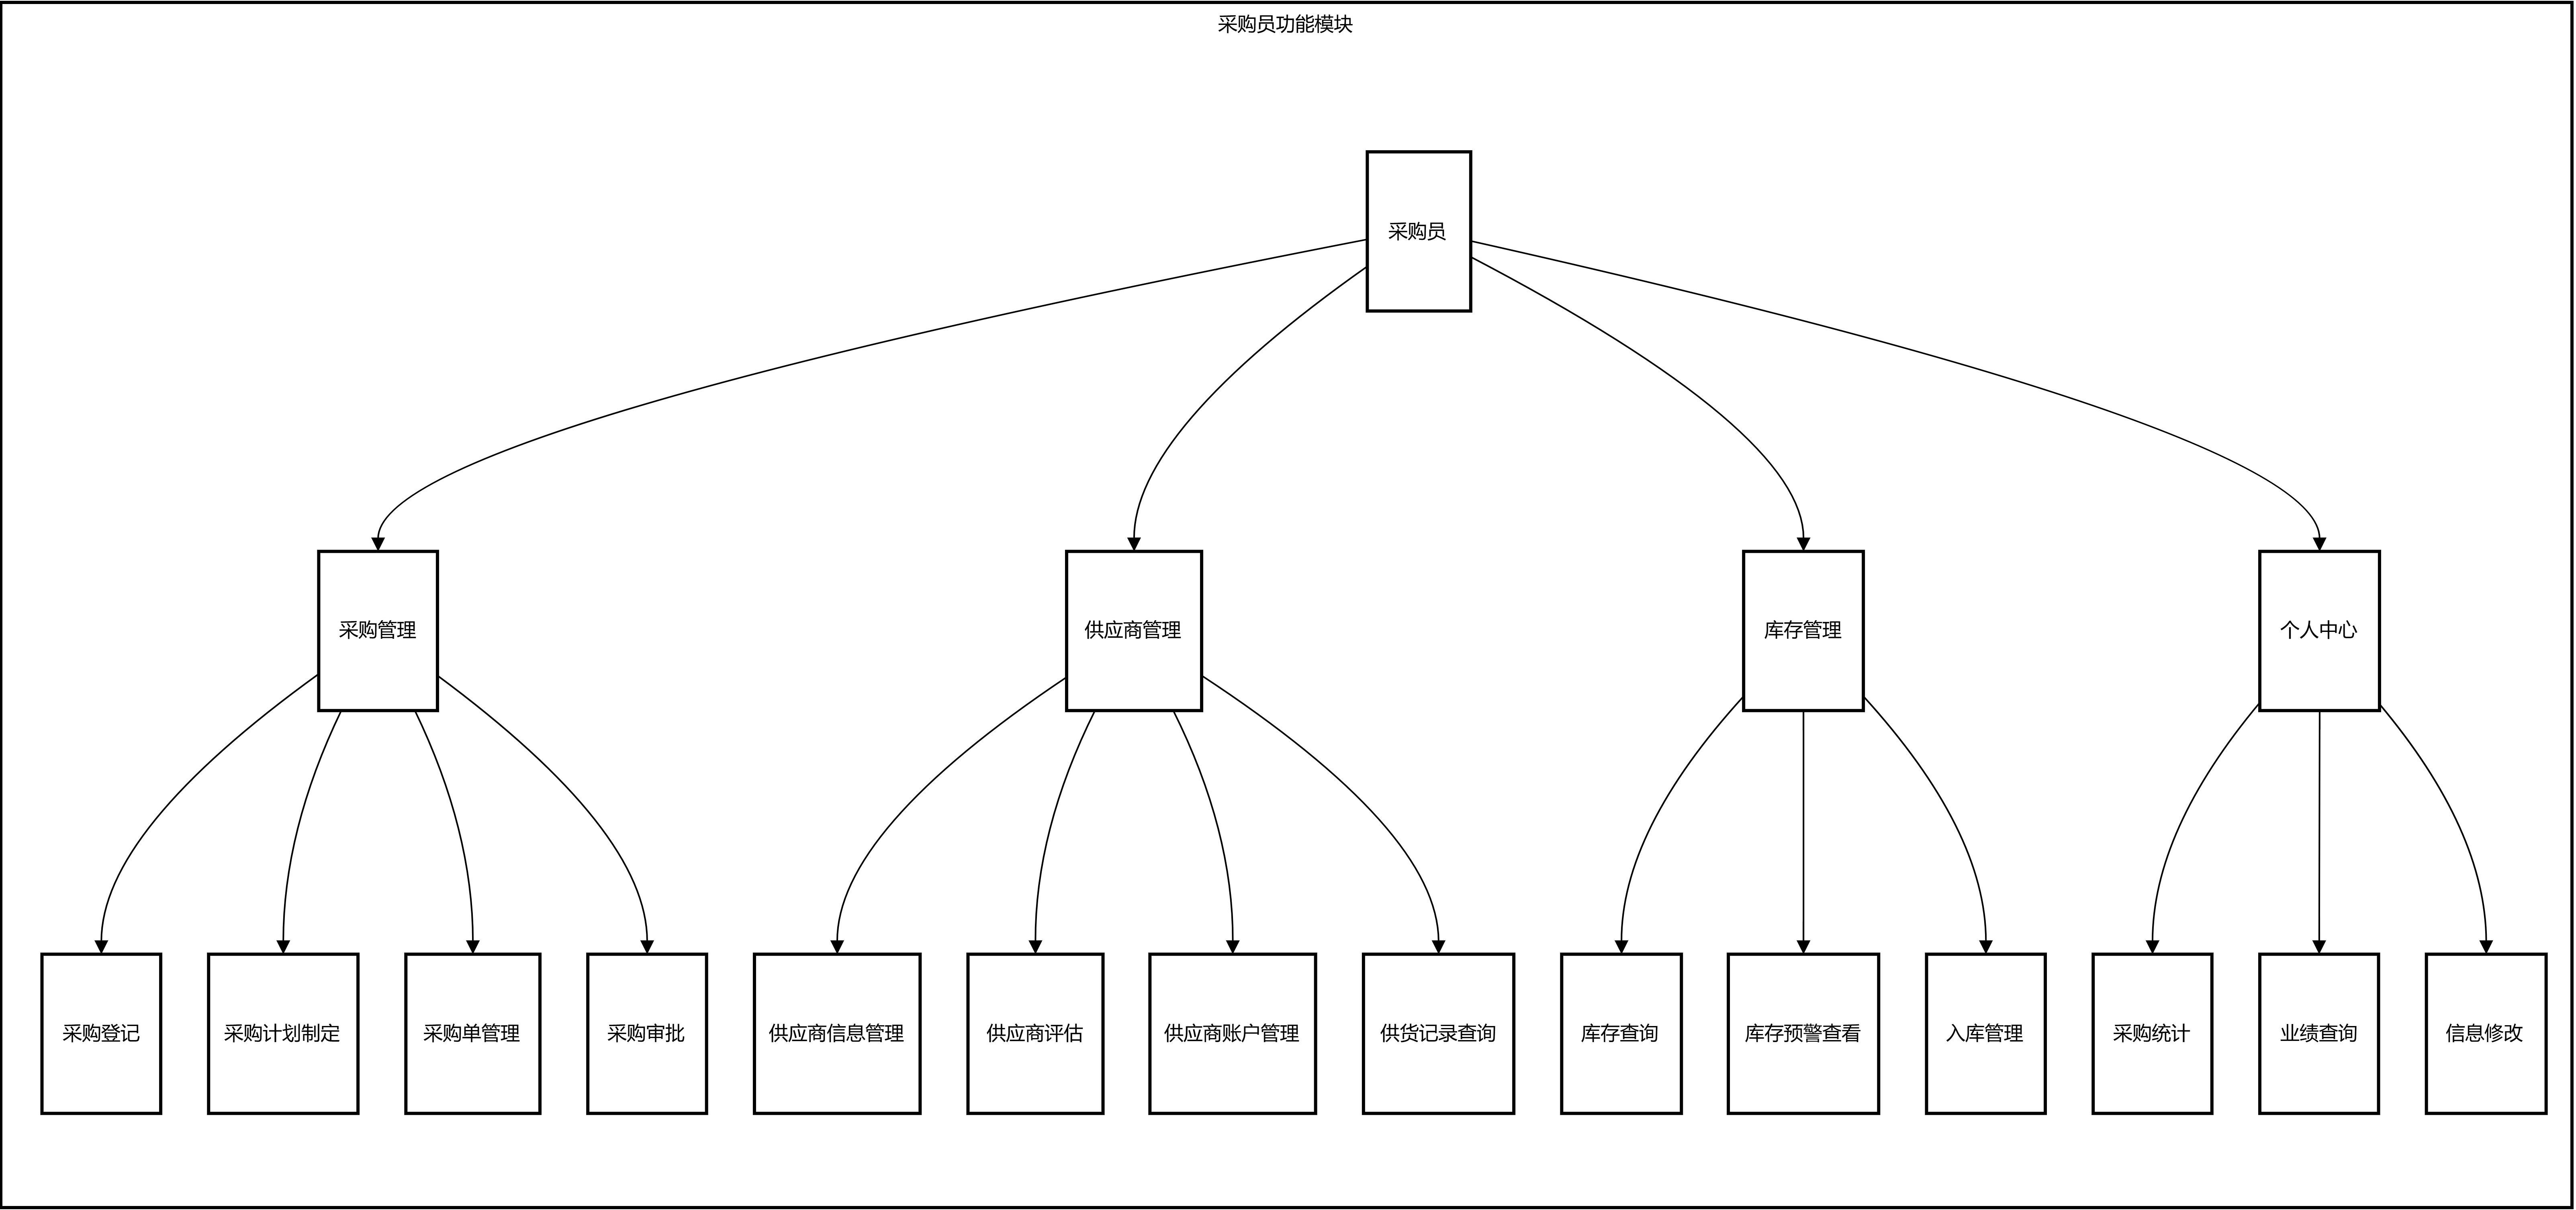 采购员功能模块
采购员
采购管理
供应商管理
库存管理
个人中心
采购登记
采购计划制定
采购单管理
采购审批
供应商信息管理
供应商评估
供应商账户管理
供货记录查询
库存查询
库存预警查看
入库管理
采购统计
业绩查询
信息修改